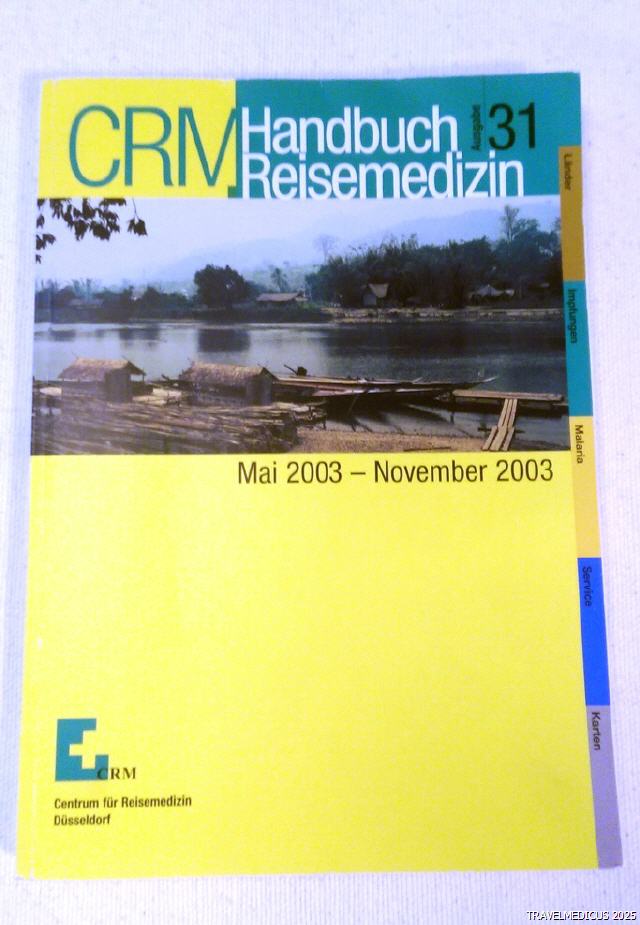 CRM Handbuch
Reisemedizin
Ausgabe 31
Länder
Impfungen
Malaria
Service
Karten
Mai 2003 – November 2003
CRM
Centrum für Reisemedizin
Düsseldorf
TRAVELMEDICUS 2025